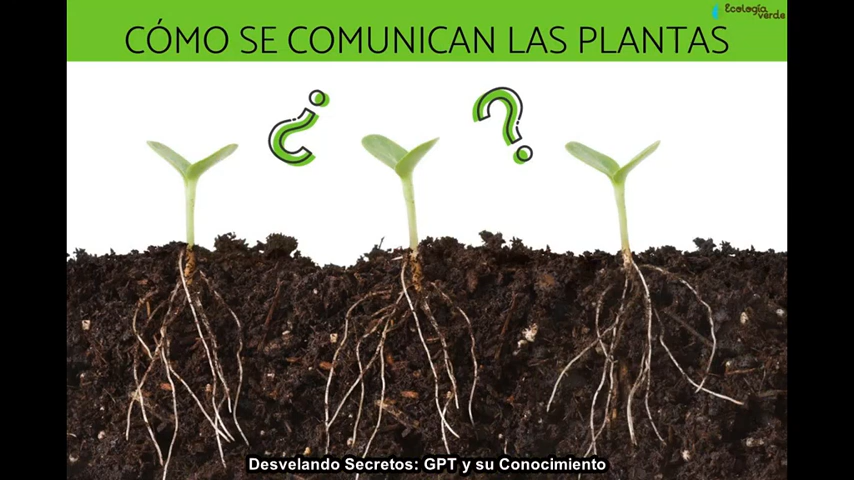 Ecología
verde
CÓMO SE COMUNICAN LAS PLANTAS
¿ ?
Desvelando Secretos: GPT y su Conocimiento